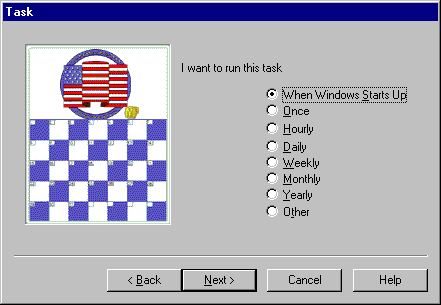 Task
I want to run this task
When Windows Starts Up
Once
Hourly
Daily
Weekly
Monthly
Yearly
Other
< Back
Next >
Cancel
Help